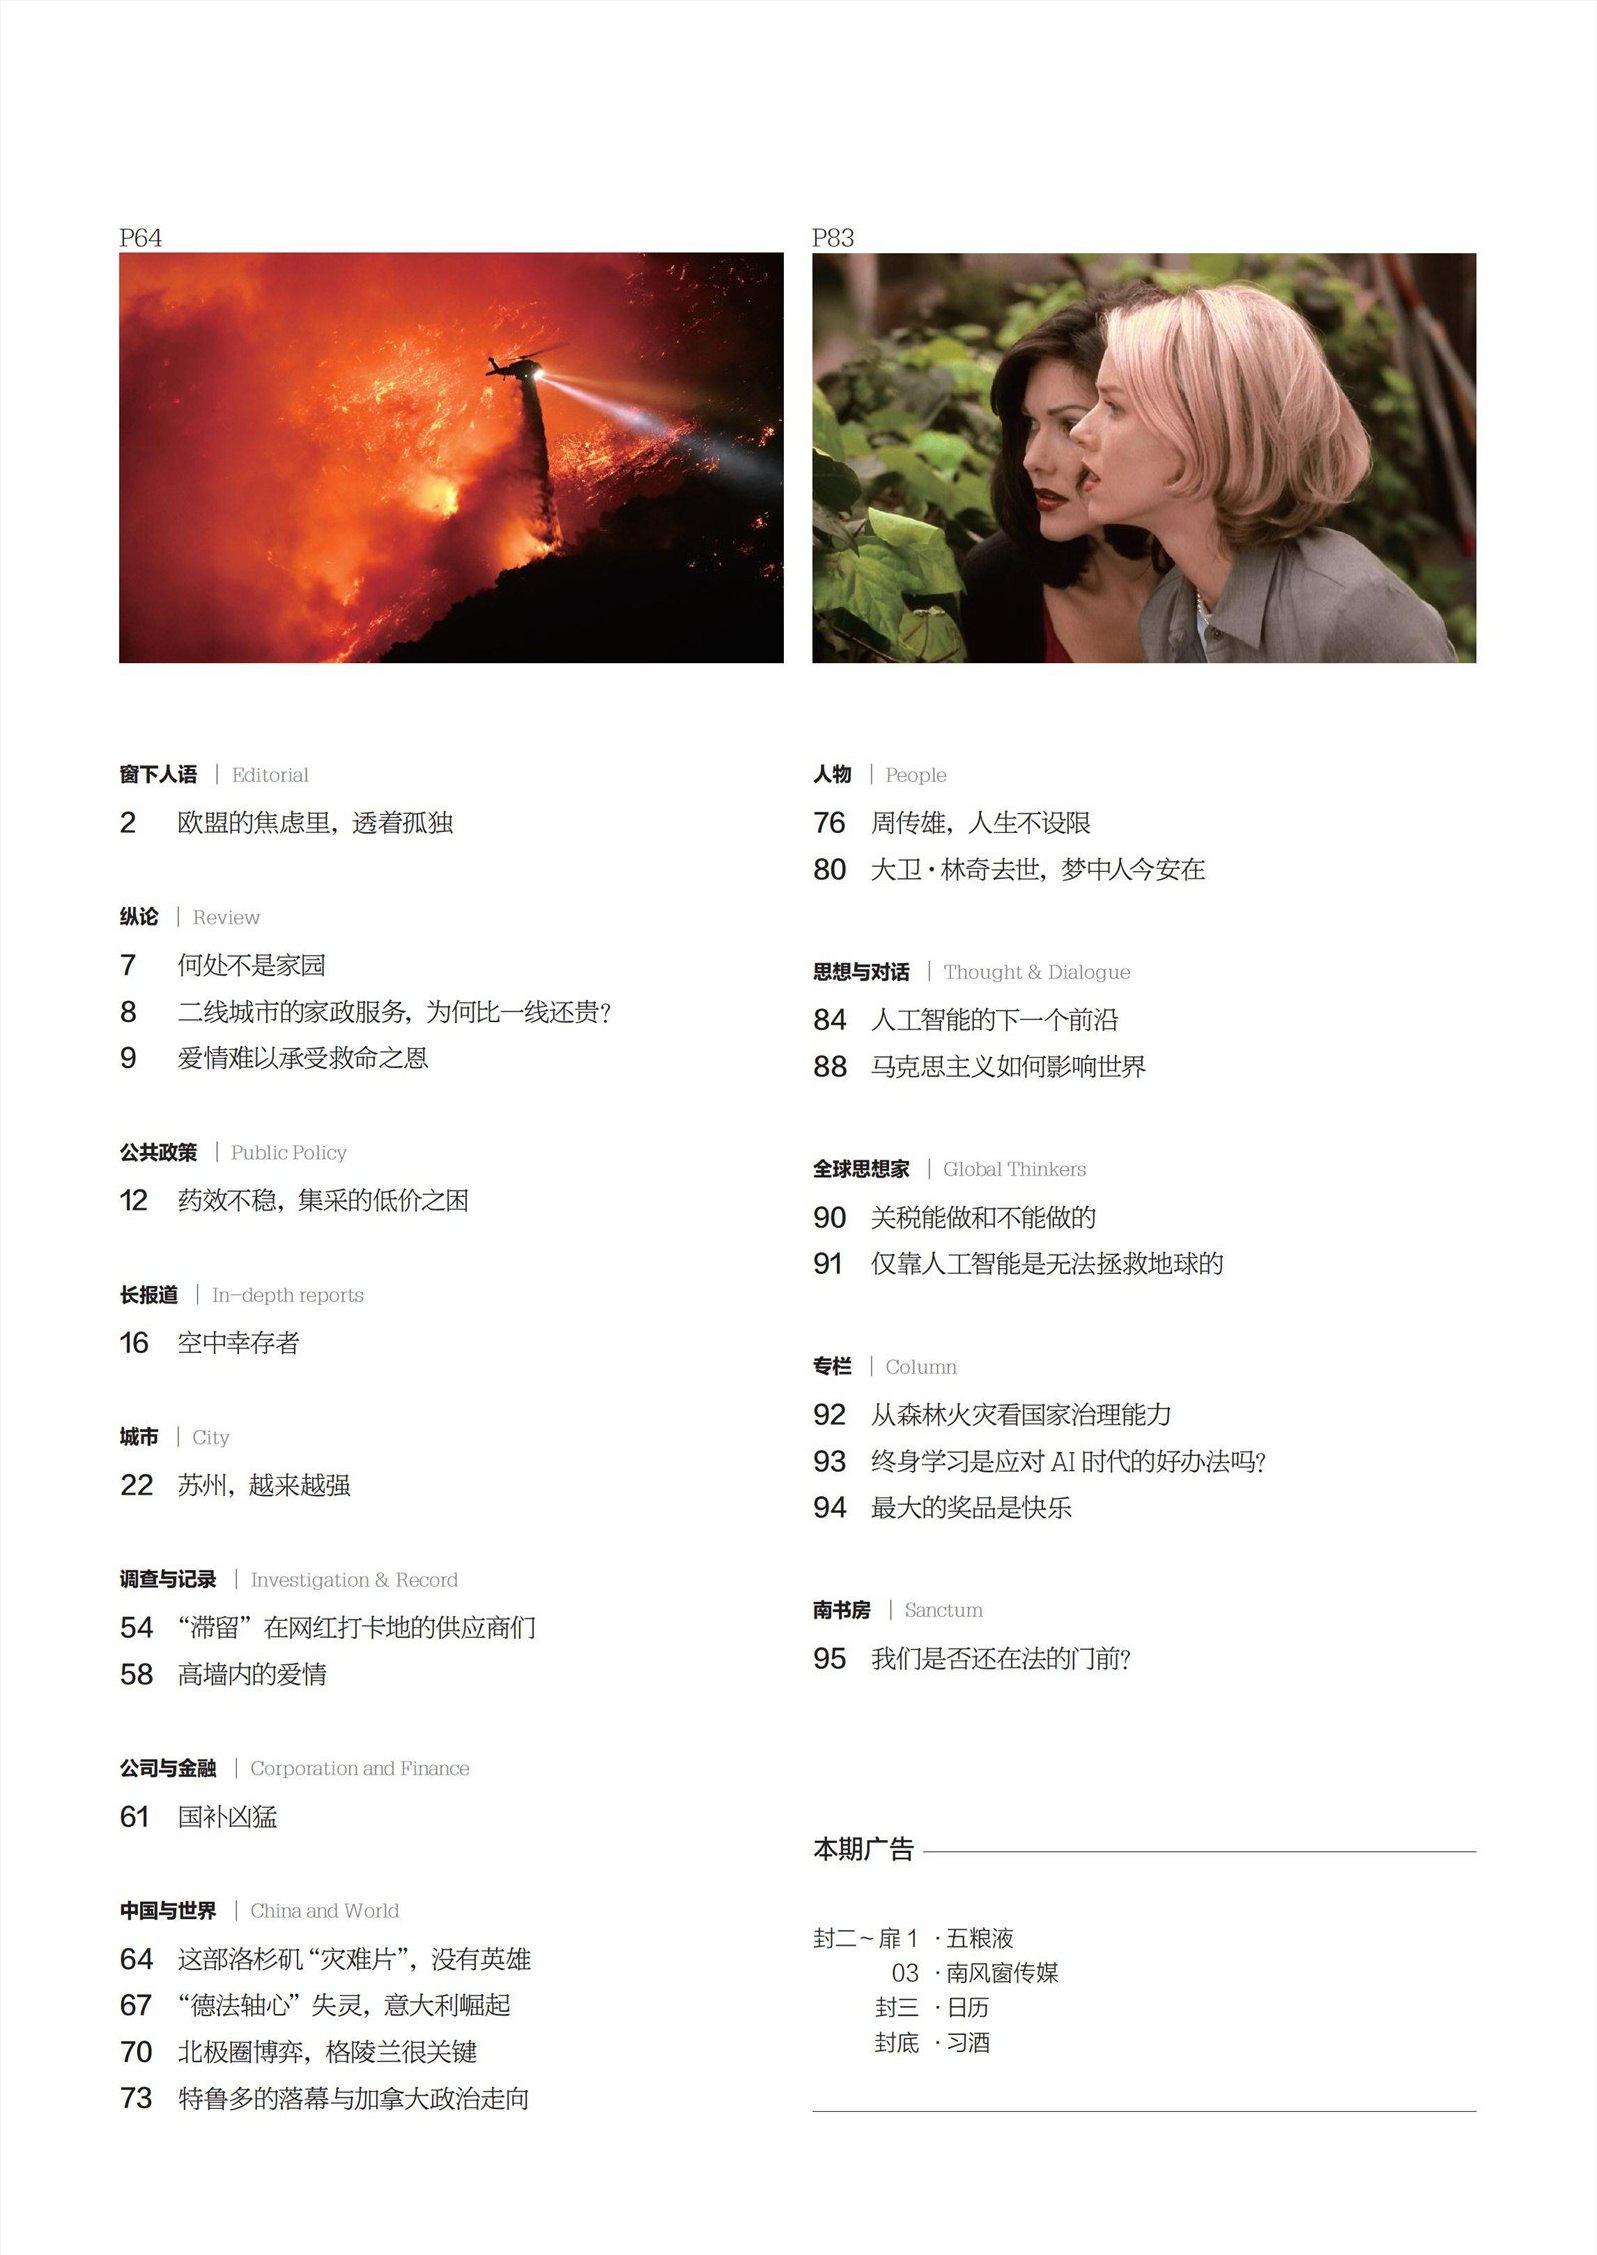 P64
P83
窗下人语 | Editorial
2 欧盟的焦虑里，透着孤独
纵论 | Review
7 何处不是家园
8 二线城市的家政服务，为何比一线还贵？
9 爱情难以承受救命之恩
公共政策 | Public Policy
12 药效不稳，集采的低价之困
长报道 | In-depth reports
16 空中幸存者
城市 | City
22 苏州，越来越强
调查与记录 | Investigation & Record
54 “滞留”在网红打卡地的供应商们
58 高墙内的爱情
公司与金融 | Corporation and Finance
61 国补凶猛
中国与世界 | China and World
64 这部洛杉矶“灾难片”，没有英雄
67 “德法轴心”失灵，意大利崛起
70 北极圈博弈，格陵兰很关键
73 特鲁多的落幕与加拿大政治走向
人物 | People
76 周传雄，人生不设限
80 大卫·林奇去世，梦中人今安在
思想与对话 | Thought & Dialogue
84 人工智能的下一个前沿
88 马克思主义如何影响世界
全球思想家 | Global Thinkers
90 关税能做和不能做的
91 仅靠人工智能是无法拯救地球的
专栏 | Column
92 从森林火灾看国家治理能力
93 终身学习是应对 AI 时代的好办法吗？
94 最大的奖品是快乐
南书房 | Sanctum
95 我们是否还在法的门前？
本期广告
封二~扉1 ·五粮液
03 ·南风窗传媒
封三 ·日历
封底 ·习酒